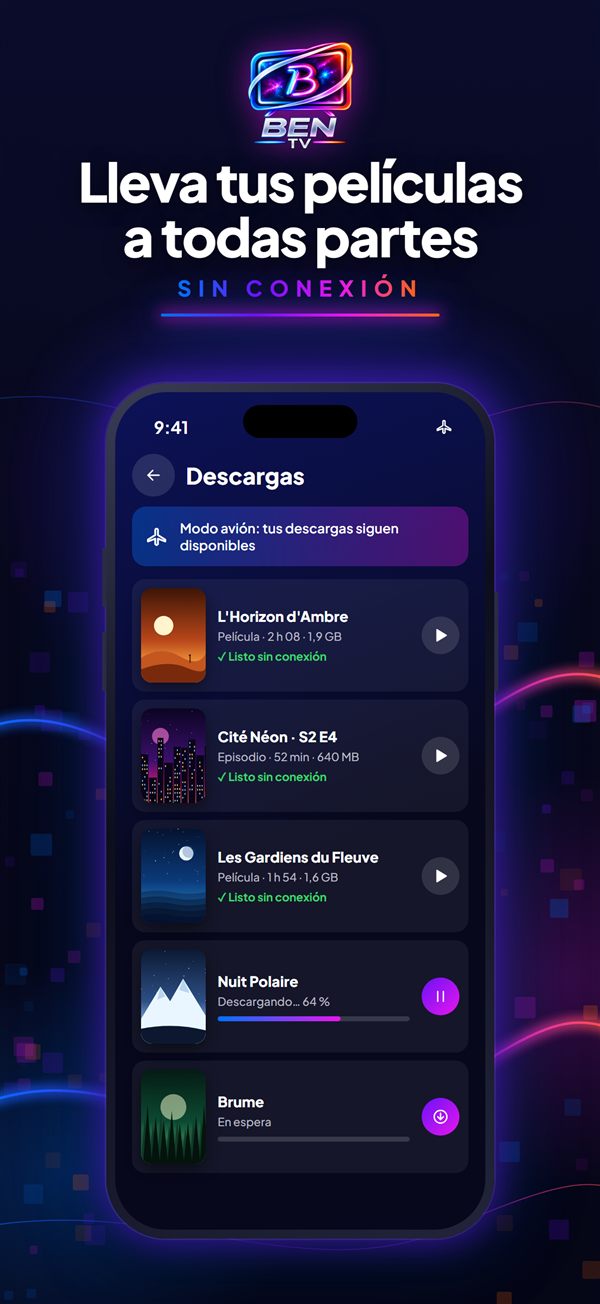 B
BEN
TV
Lleva tus películas
a todas partes
SIN CONEXIÓN
9:41
Descargas
Modo avión: tus descargas siguen
disponibles
L'Horizon d'Ambre
Película · 2 h 08 · 1,9 GB
✓ Listo sin conexión
Cité Néon · S2 E4
Episodio · 52 min · 640 MB
✓ Listo sin conexión
Les Gardiens du Fleuve
Película · 1 h 54 · 1,6 GB
✓ Listo sin conexión
Nuit Polaire
Descargando… 64 %
Brume
En espera